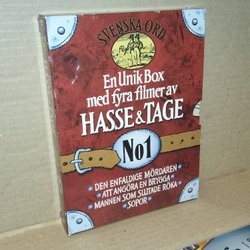 SVENSKA ORD
En Unik Box
med fyra filmer av
HASSE & TAGE
No1
• DEN ENFALDIGE MÖRDAREN
• ATT ANGÖRA EN BRYGGA •
MANNEN SOM SLUTADE RÖKA
• SOPOR •